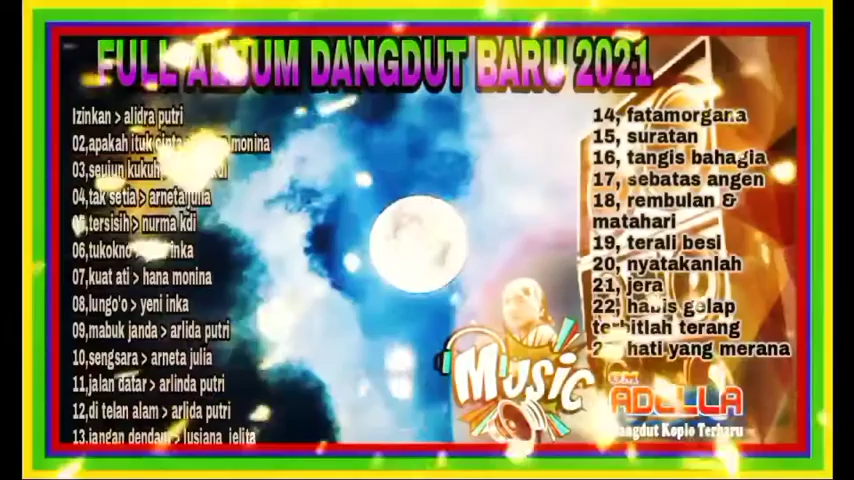 FULL ALBUM DANGDUT BARU 2021
Izinkan > alidra putri
02,apakah ituk cinta monina
03,seujun kukuh
04,tak setia > arneta julia
tersisih > nurma kdi
06,tukokno inka
07,kuat ati > hana monina
08,lungo'o > yeni inka
09,mabuk janda > arlida putri
10,sengsara > arneta julia
11,jalan datar > arlinda putri
12,di telan alam > arlida putri
13,jangan dendam > lusiana, jelita
14, fatamorgana
15, suratan
16, tangis bahagia
17, sebatas angen
18, rembulan &
matahari
19, terali besi
20, nyatakanlah
21, jera
22, habis gelap
terbitlah terang
hati yang merana
Music
OM
ADELLA
Dangdut Koplo Terbaru